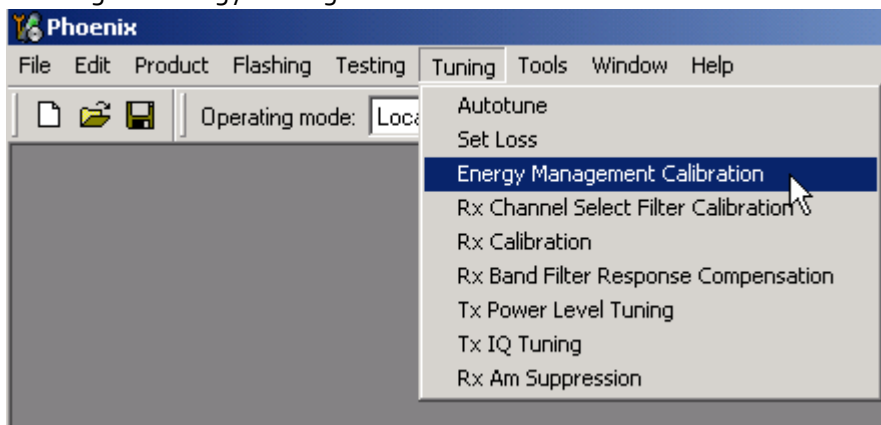 Phoenix
File Edit Product Flashing Testing Tuning Tools Window Help
Operating mode: Loca
Autotune
Set Loss
Energy Management Calibration
Rx Channel Select Filter Calibration
Rx Calibration
Rx Band Filter Response Compensation
Tx Power Level Tuning
Tx IQ Tuning
Rx Am Suppression